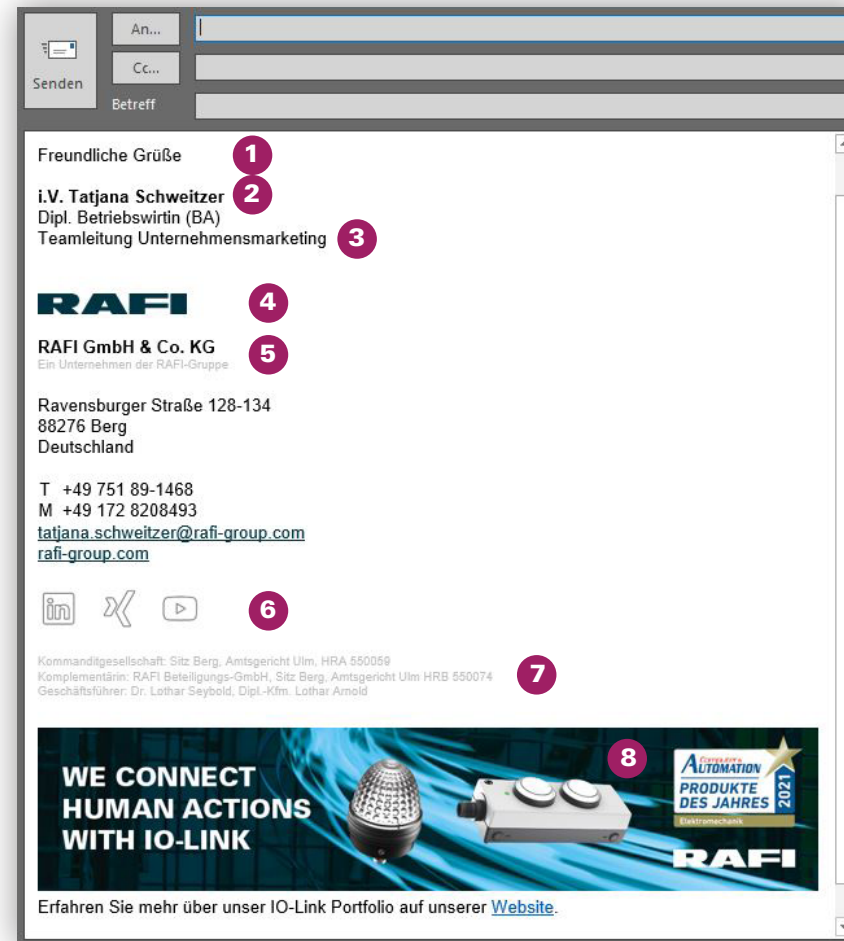 An...
Senden
Cc...
Betreff
Freundliche Grüße
1
i.V. Tatjana Schweitzer
2
Dipl. Betriebswirtin (BA)
Teamleitung Unternehmensmarketing
3
RAFI
4
RAFI GmbH & Co. KG
5
Ein Unternehmen der RAFI-Gruppe
Ravensburger Straße 128-134
88276 Berg
Deutschland
T +49 751 89-1468
M +49 172 8208493
tatjana.schweitzer@rafi-group.com
rafi-group.com
in
6
Kommanditgesellschaft: Sitz Berg, Amtsgericht Ulm, HRA 550059
Komplementärin: RAFI Beteiligungs-GmbH, Sitz Berg, Amtsgericht Ulm HRB 550074
7
Geschäftsführer: Dr. Lothar Seybold, Dipl.-Kfm. Lothar Arnold
8
WE CONNECT
HUMAN ACTIONS
WITH IO-LINK
Computer&
AUTOMATION
PRODUKTE
DES JAHRES
2021
Elektromechanik
RAFI
Erfahren Sie mehr über unser IO-Link Portfolio auf unserer Website.